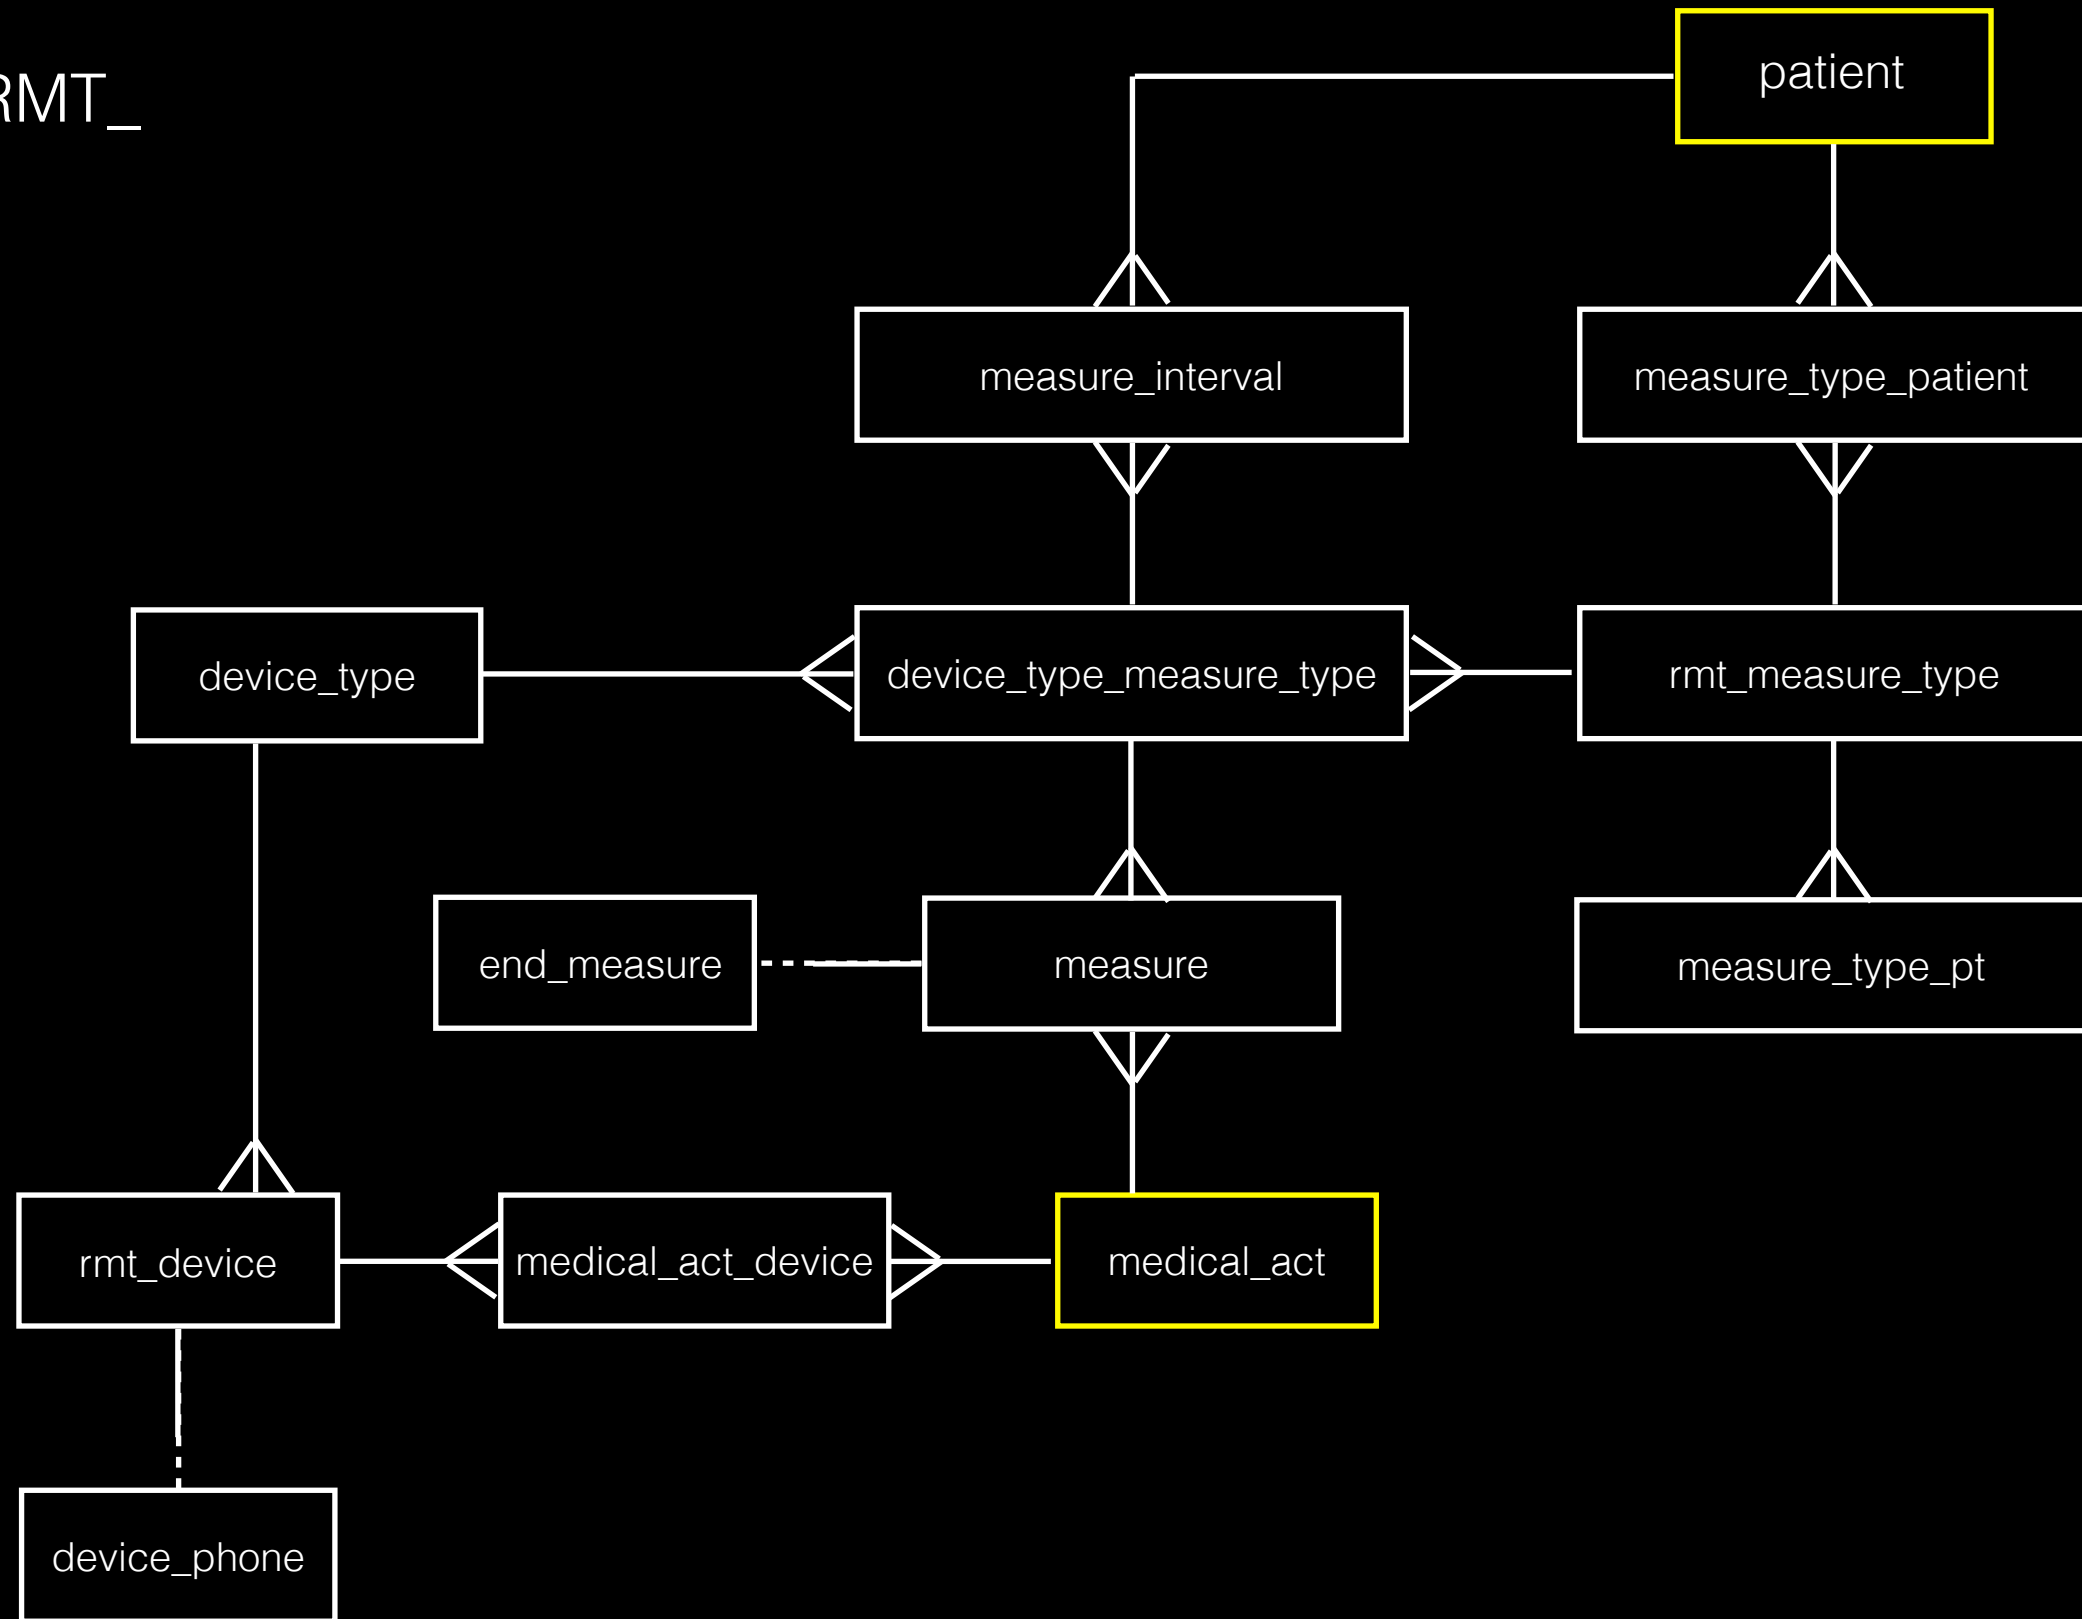 RMT_
patient
measure_interval
measure_type_patient
device_type
device_type_measure_type
rmt_measure_type
end_measure
measure
measure_type_pt
rmt_device
medical_act_device
medical_act
device_phone